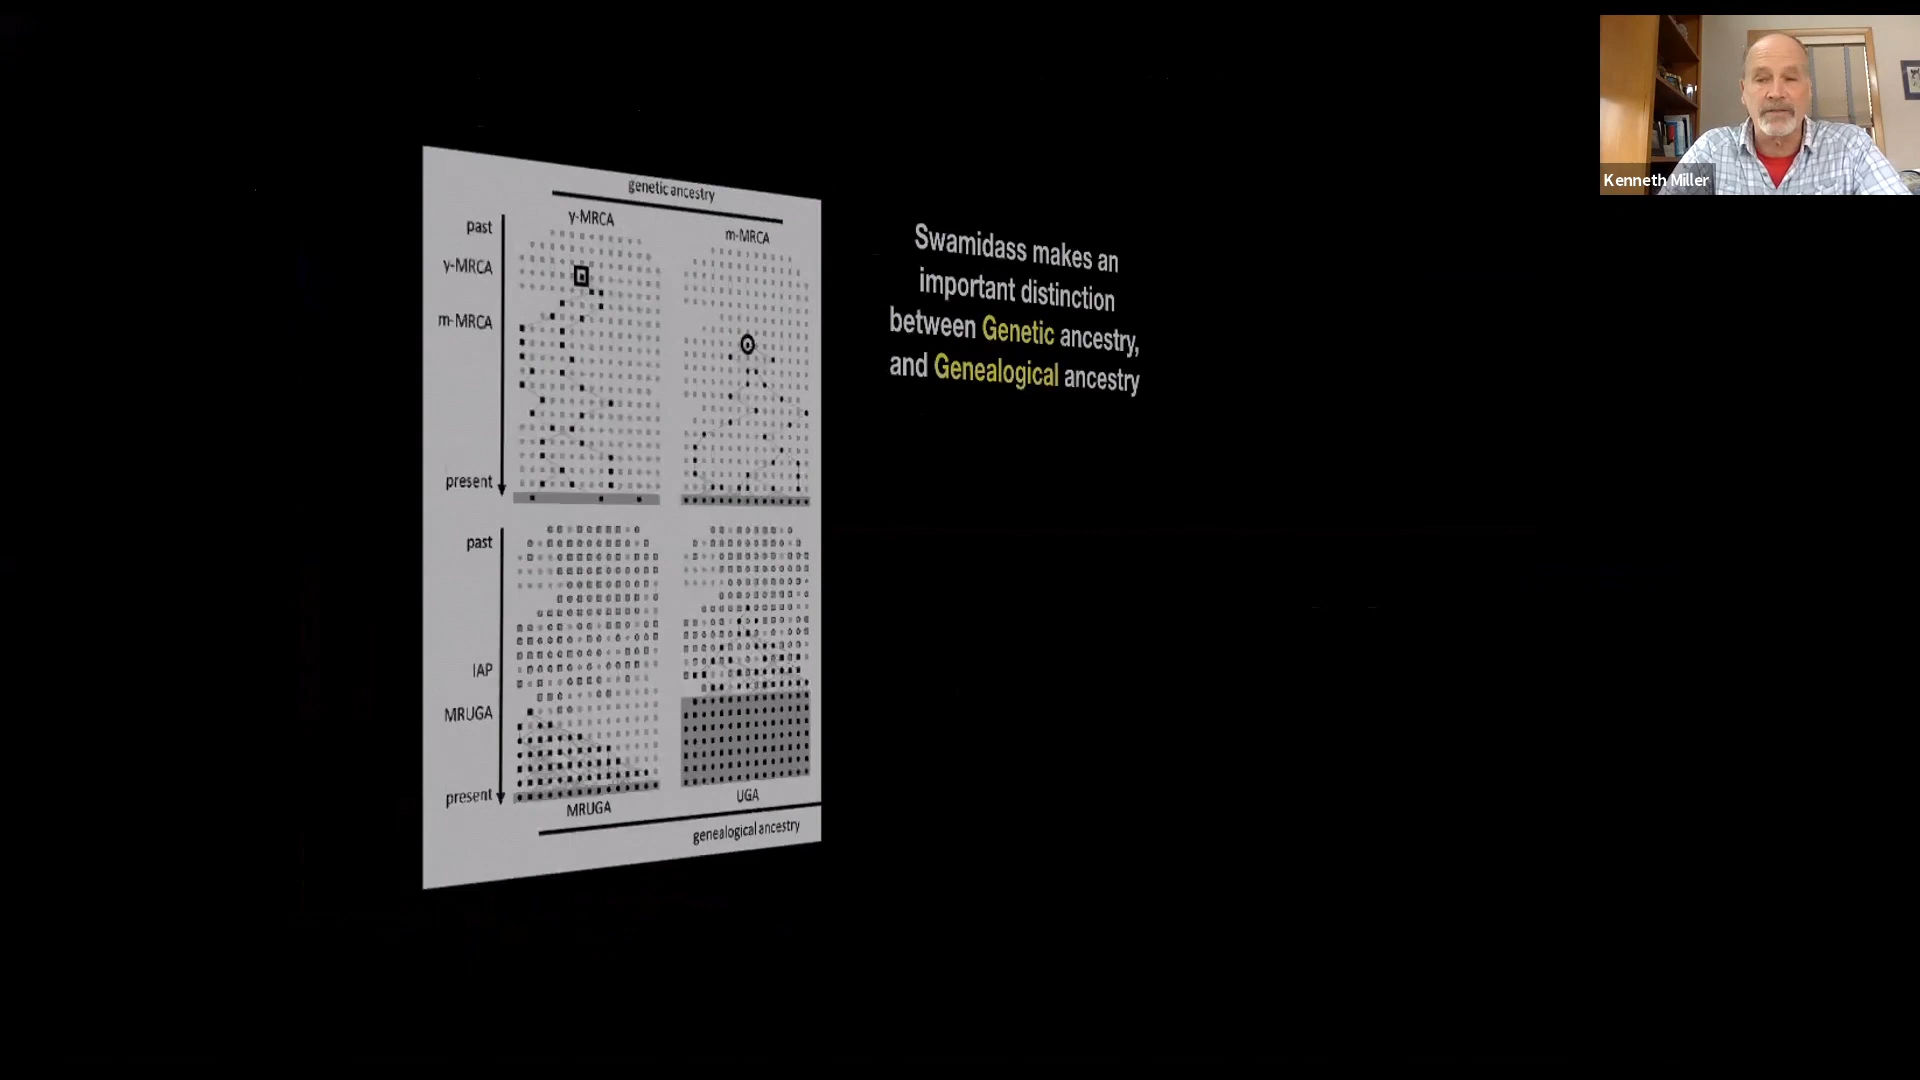 genetic ancestry
y-MRCA
m-MRCA
past
y-MRCA
m-MRCA
present
past
IAP
MRUGA
present
MRUGA
UGA
genealogical ancestry
Swamidass makes an
important distinction
between Genetic ancestry,
and Genealogical ancestry
Kenneth Miller